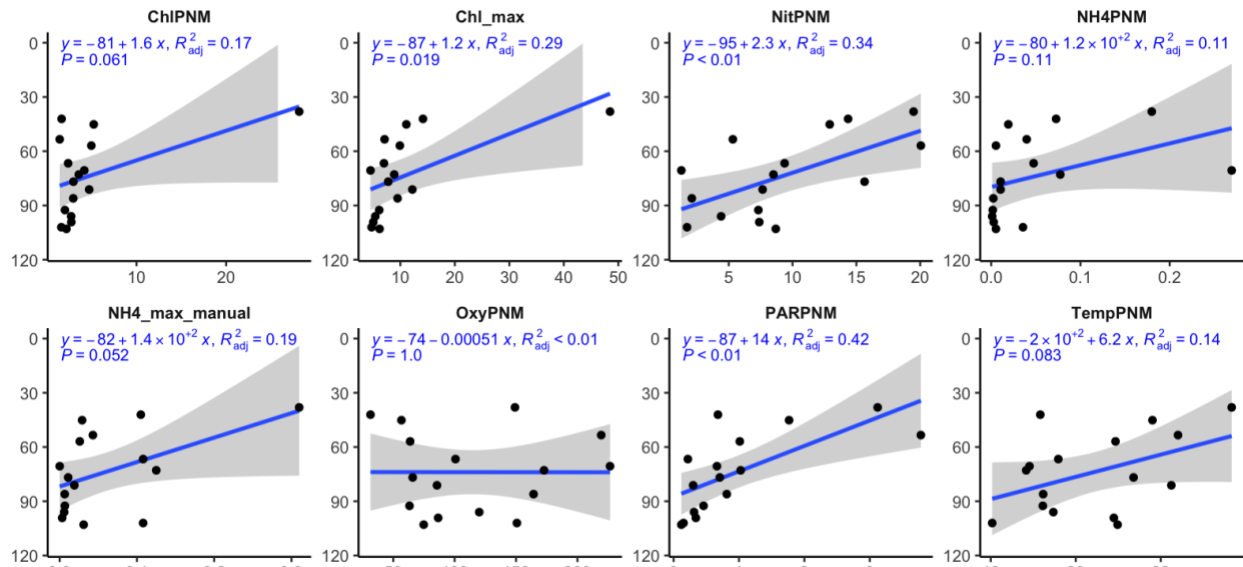 ChlPNM
Chl_max
NitPNM
NH4PNM
y = −81 + 1.6 x, R²adj = 0.17
P = 0.061
y = −87 + 1.2 x, R²adj = 0.29
P = 0.019
y = −95 + 2.3 x, R²adj = 0.34
P < 0.01
y = −80 + 1.2 × 10⁺² x, R²adj = 0.11
P = 0.11
0
30
60
90
120
0
30
60
90
120
0
30
60
90
120
0
30
60
90
120
10 20
10 20 30 40 50
5 10 15 20
0.0 0.1 0.2
NH4_max_manual
OxyPNM
PARPNM
TempPNM
y = −82 + 1.4 × 10⁺² x, R²adj = 0.19
P = 0.052
y = −74 − 0.00051 x, R²adj < 0.01
P = 1.0
y = −87 + 14 x, R²adj = 0.42
P < 0.01
y = −2 × 10⁺² + 6.2 x, R²adj = 0.14
P = 0.083
0
30
60
90
120
0
30
60
90
120
0
30
60
90
120
0
30
60
90
120